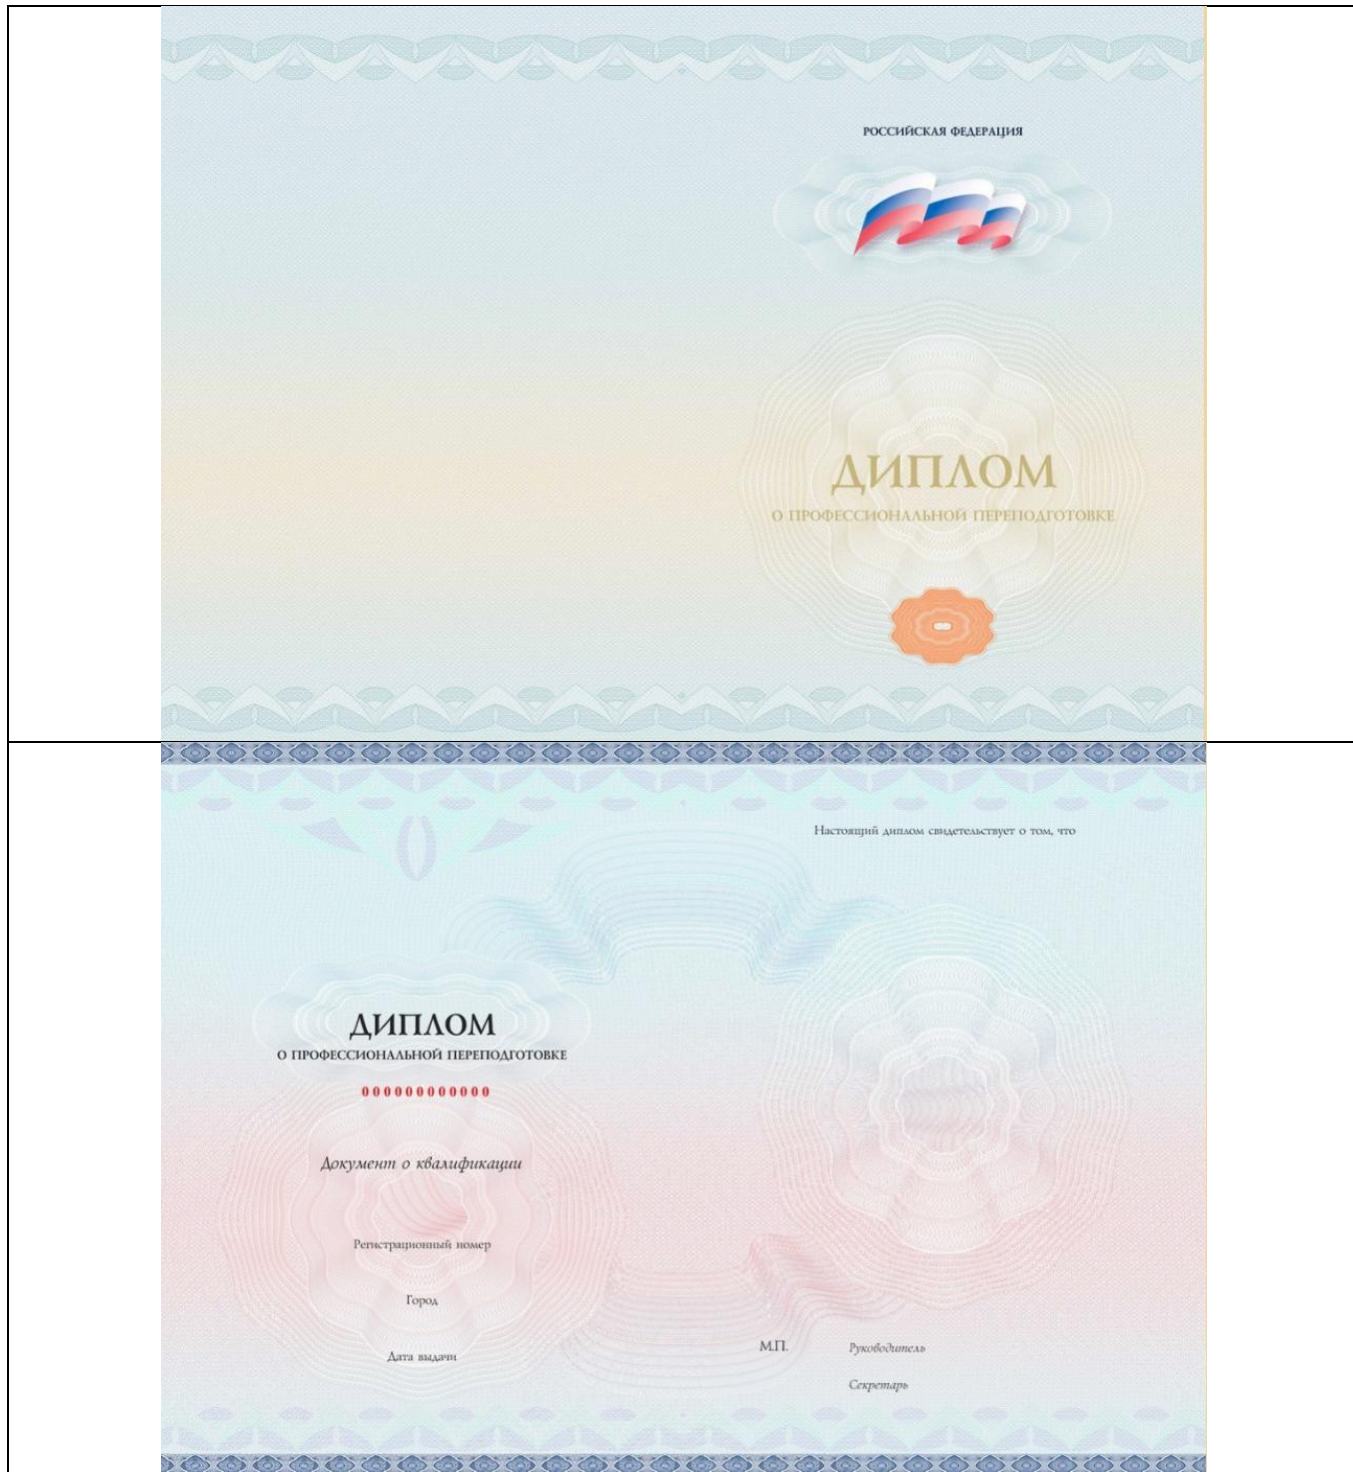 РОССИЙСКАЯ ФЕДЕРАЦИЯ
ДИПЛОМ
О ПРОФЕССИОНАЛЬНОЙ ПЕРЕПОДГОТОВКЕ
Настоящий диплом свидетельствует о том, что
ДИПЛОМ
О ПРОФЕССИОНАЛЬНОЙ ПЕРЕПОДГОТОВКЕ
000000000000
Документ о квалификации
Регистрационный номер
Город
Дата выдачи
М.П.
Руководитель
Секретарь